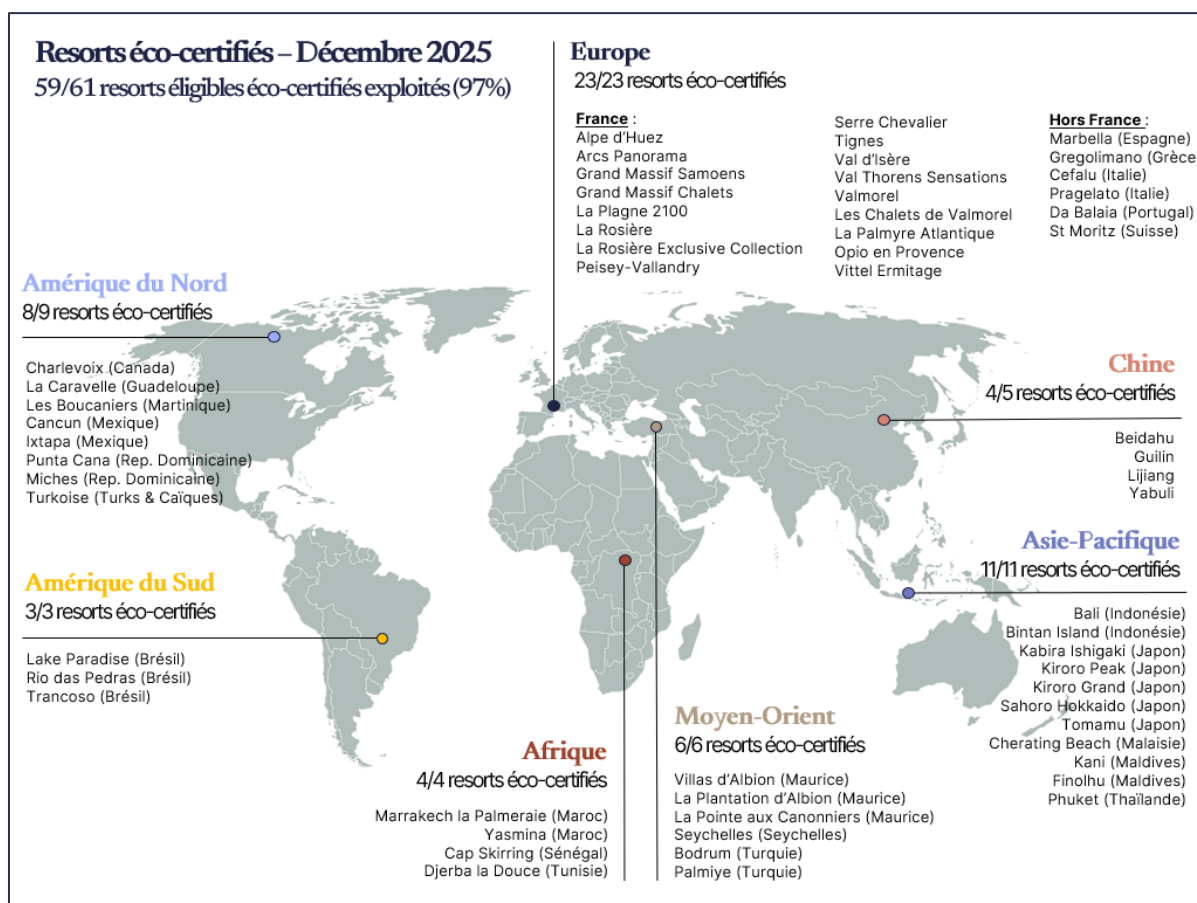 Resorts éco-certifiés – Décembre 2025
59/61 resorts éligibles éco-certifiés exploités (97%)
Europe
23/23 resorts éco-certifiés
France :
Alpe d'Huez
Arcs Panorama
Grand Massif Samoens
Grand Massif Chalets
La Plagne 2100
La Rosière
La Rosière Exclusive Collection
Peisey-Vallandry
Serre Chevalier
Tignes
Val d'Isère
Val Thorens Sensations
Valmorel
Les Chalets de Valmorel
La Palmyre Atlantique
Opio en Provence
Vittel Ermitage
Hors France :
Marbella (Espagne)
Gregolimano (Grèce
Cefalu (Italie)
Pragelato (Italie)
Da Balaia (Portugal)
St Moritz (Suisse)
Amérique du Nord
8/9 resorts éco-certifiés
Charlevoix (Canada)
La Caravelle (Guadeloupe)
Les Boucaniers (Martinique)
Cancun (Mexique)
Ixtapa (Mexique)
Punta Cana (Rep. Dominicaine)
Miches (Rep. Dominicaine)
Turkoise (Turks & Caïques)
Chine
4/5 resorts éco-certifiés
Beidahu
Guilin
Lijiang
Yabuli
Amérique du Sud
3/3 resorts éco-certifiés
Lake Paradise (Brésil)
Rio das Pedras (Brésil)
Trancoso (Brésil)
Asie-Pacifique
11/11 resorts éco-certifiés
Bali (Indonésie)
Bintan Island (Indonésie)
Kabira Ishigaki (Japon)
Kiroro Peak (Japon)
Kiroro Grand (Japon)
Sahoro Hokkaido (Japon)
Tomamu (Japon)
Cherating Beach (Malaisie)
Kani (Maldives)
Finolhu (Maldives)
Phuket (Thaïlande)
Afrique
4/4 resorts éco-certifiés
Marrakech la Palmeraie (Maroc)
Yasmina (Maroc)
Cap Skirring (Sénégal)
Djerba la Douce (Tunisie)
Moyen-Orient
6/6 resorts éco-certifiés
Villas d'Albion (Maurice)
La Plantation d'Albion (Maurice)
La Pointe aux Canonniers (Maurice)
Seychelles (Seychelles)
Bodrum (Turquie)
Palmiye (Turquie)